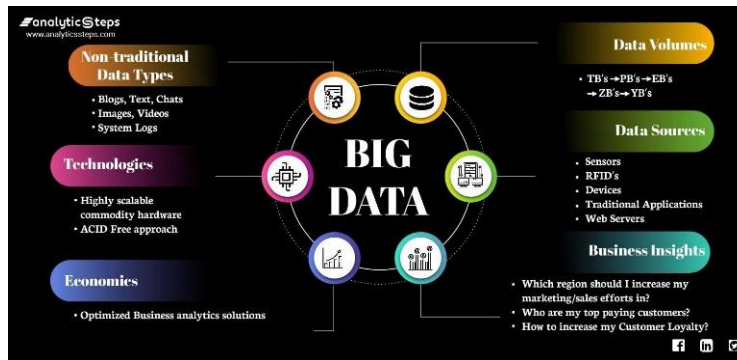 analyticSteps
www.analyticssteps.com
Non-traditional
Data Types
• Blogs, Text, Chats
• Images, Videos
• System Logs
Technologies
• Highly scalable
commodity hardware
• ACID Free approach
Economics
• Optimized Business analytics solutions
BIG
DATA
Data Volumes
• TB's→PB's→EB's
→ZB's→YB's
Data Sources
• Sensors
• RFID's
• Devices
• Traditional Applications
• Web Servers
Business Insights
• Which region should I increase my
marketing/sales efforts in?
• Who are my top paying customers?
• How to increase my Customer Loyalty?